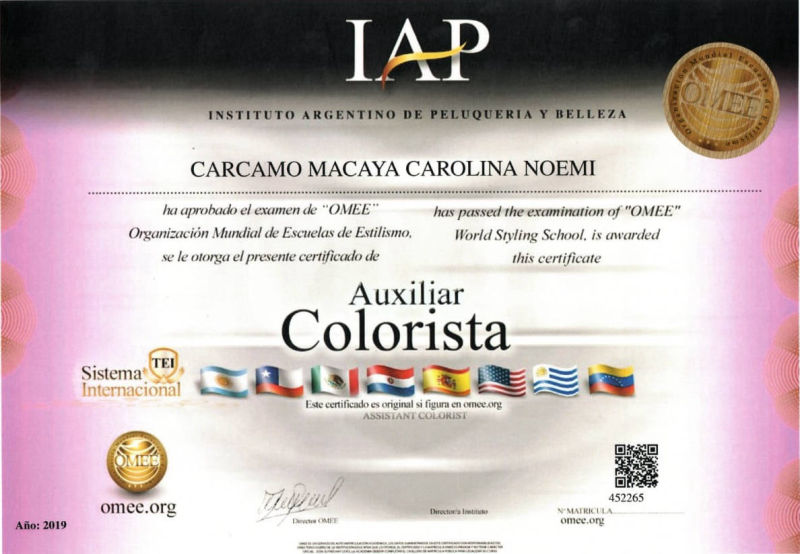 IAP
INSTITUTO ARGENTINO DE PELUQUERIA Y BELLEZA
Organización Mundial Escuelas de Estilismo
OMEE
CARCAMO MACAYA CAROLINA NOEMI
ha aprobado el examen de “OMEE”
Organización Mundial de Escuelas de Estilismo,
se le otorga el presente certificado de
has passed the examination of "OMEE"
World Styling School, is awarded
this certificate
Auxiliar
Colorista
TEI
Sistema
Internacional
Este certificado es original si figura en omee.org
ASSISTANT COLORIST
OMEE
omee.org
Director OMEE
Director/a Instituto
452265
N° MATRICULA
omee.org
Año: 2019